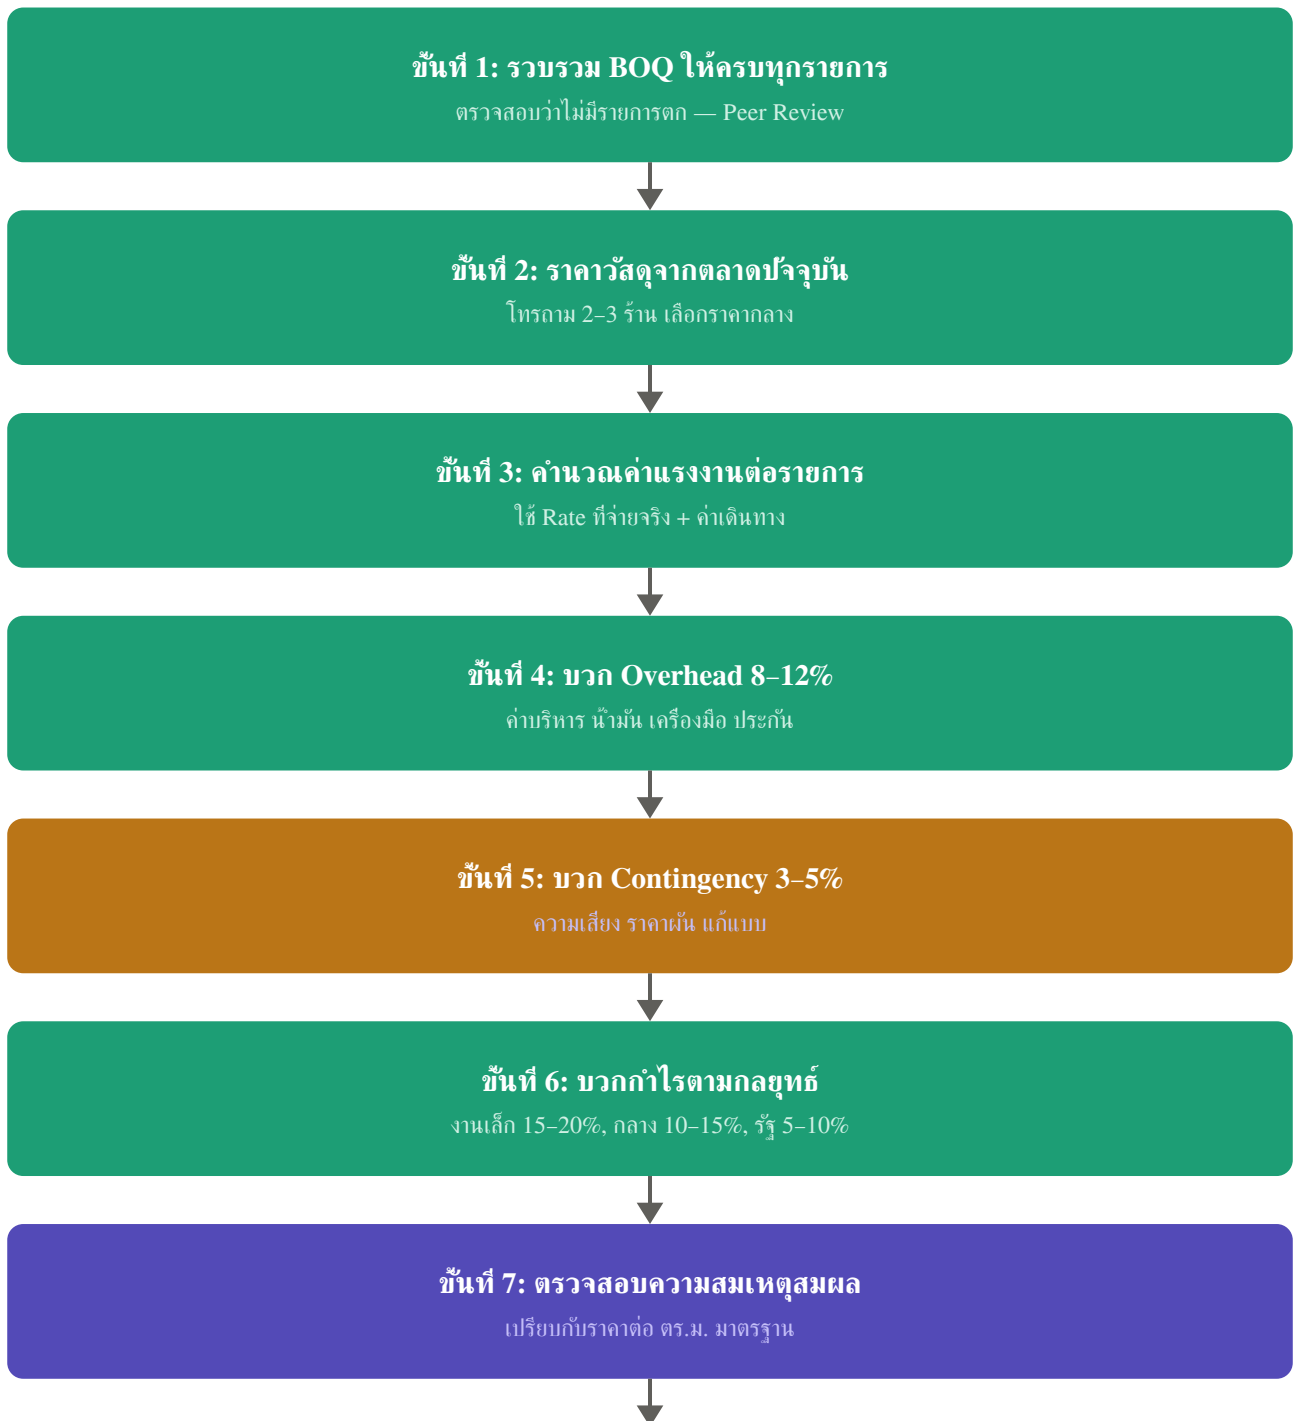 ขั้นที่ 1: รวบรวม BOQ ให้ครบทุกรายการ
ตรวจสอบว่าไม่มีรายการตก — Peer Review
ขั้นที่ 2: ราคาวัสดุจากตลาดปัจจุบัน
โทรถาม 2–3 ร้าน เลือกราคากลาง
ขั้นที่ 3: คำนวณค่าแรงงานต่อรายการ
ใช้ Rate ที่จ่ายจริง + ค่าเดินทาง
ขั้นที่ 4: บวก Overhead 8–12%
ค่าบริหาร น้ำมัน เครื่องมือ ประกัน
ขั้นที่ 5: บวก Contingency 3–5%
ความเสี่ยง ราคาผัน แก้แบบ
ขั้นที่ 6: บวกกำไรตามกลยุทธ์
งานเล็ก 15–20%, กลาง 10–15%, รัฐ 5–10%
ขั้นที่ 7: ตรวจสอบความสมเหตุสมผล
เปรียบกับราคาต่อ ตร.ม. มาตรฐาน